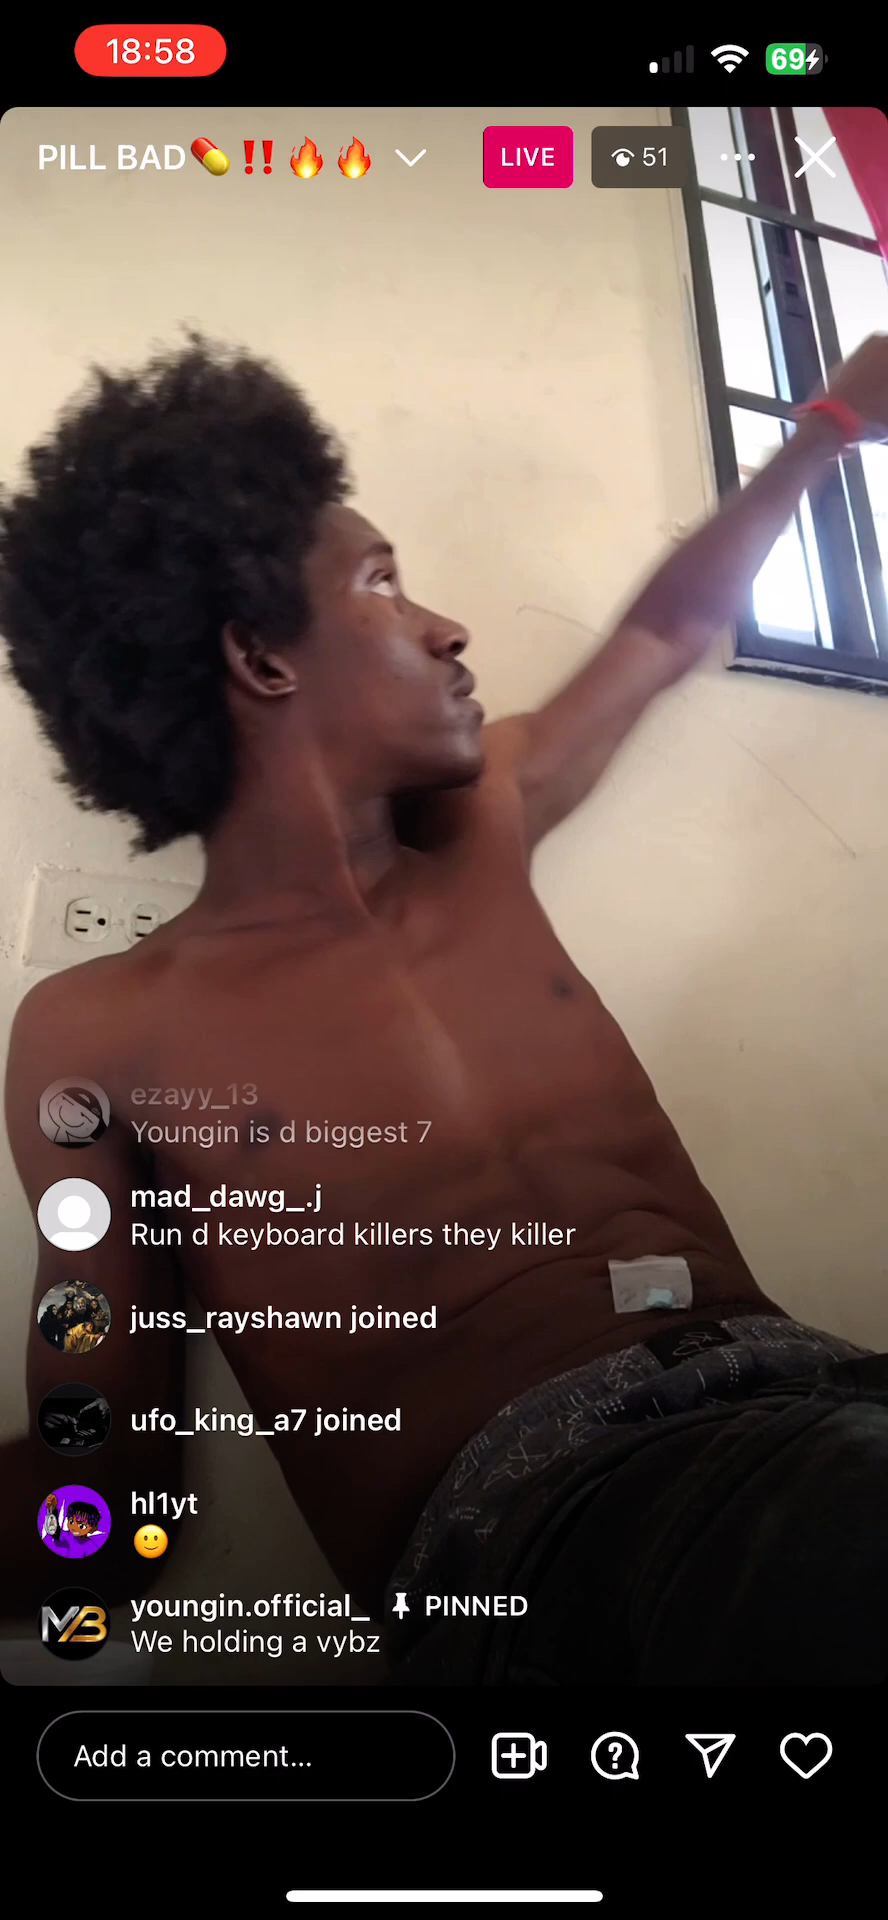 18:58
69
PILL BAD💊‼️🔥🔥
LIVE
51
ezayy_13
Youngin is d biggest 7
mad_dawg_.j
Run d keyboard killers they killer
juss_rayshawn joined
ufo_king_a7 joined
hl1yt
🙂
MB
youngin.official_ PINNED
We holding a vybz
Add a comment...